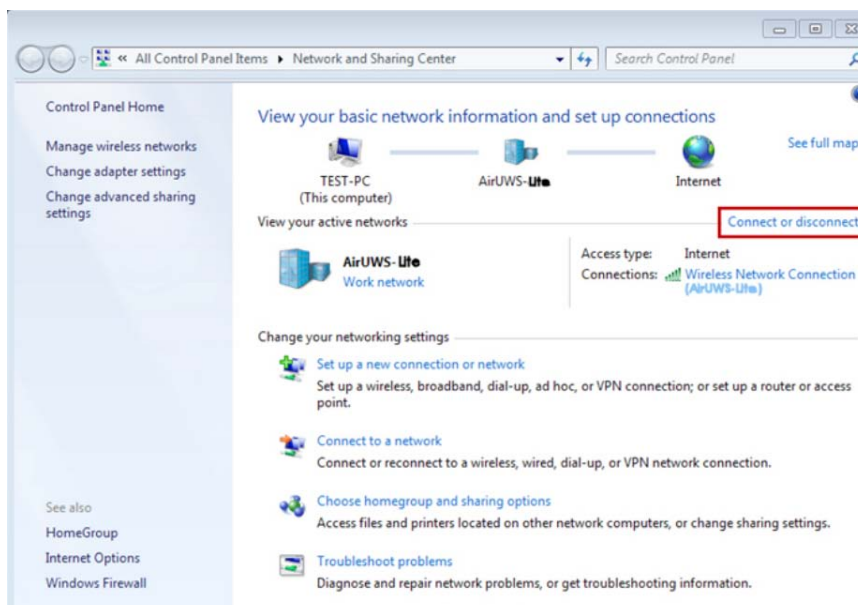 « All Control Panel Items ▸ Network and Sharing Center
Search Control Panel
Control Panel Home
Manage wireless networks
Change adapter settings
Change advanced sharing
settings
See also
HomeGroup
Internet Options
Windows Firewall
View your basic network information and set up connections
See full map
TEST-PC
(This computer)
AirUWS-Lite
Internet
View your active networks
Connect or disconnect
AirUWS-Lite
Work network
Access type: Internet
Connections: Wireless Network Connection
(AirUWS-Lite)
Change your networking settings
Set up a new connection or network
Set up a wireless, broadband, dial-up, ad hoc, or VPN connection; or set up a router or access
point.
Connect to a network
Connect or reconnect to a wireless, wired, dial-up, or VPN network connection.
Choose homegroup and sharing options
Access files and printers located on other network computers, or change sharing settings.
Troubleshoot problems
Diagnose and repair network problems, or get troubleshooting information.